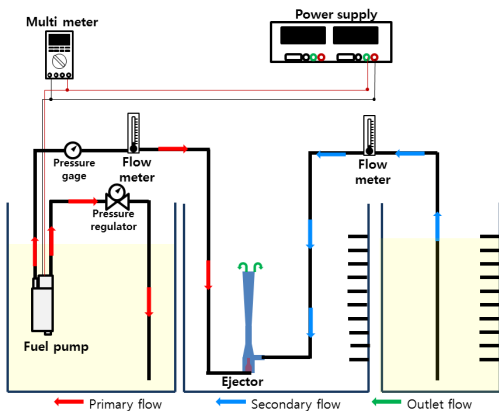 Multi meter
Power supply
Pressure
gage
Flow
meter
Flow
meter
Pressure
regulator
Fuel pump
Ejector
Primary flow
Secondary flow
Outlet flow